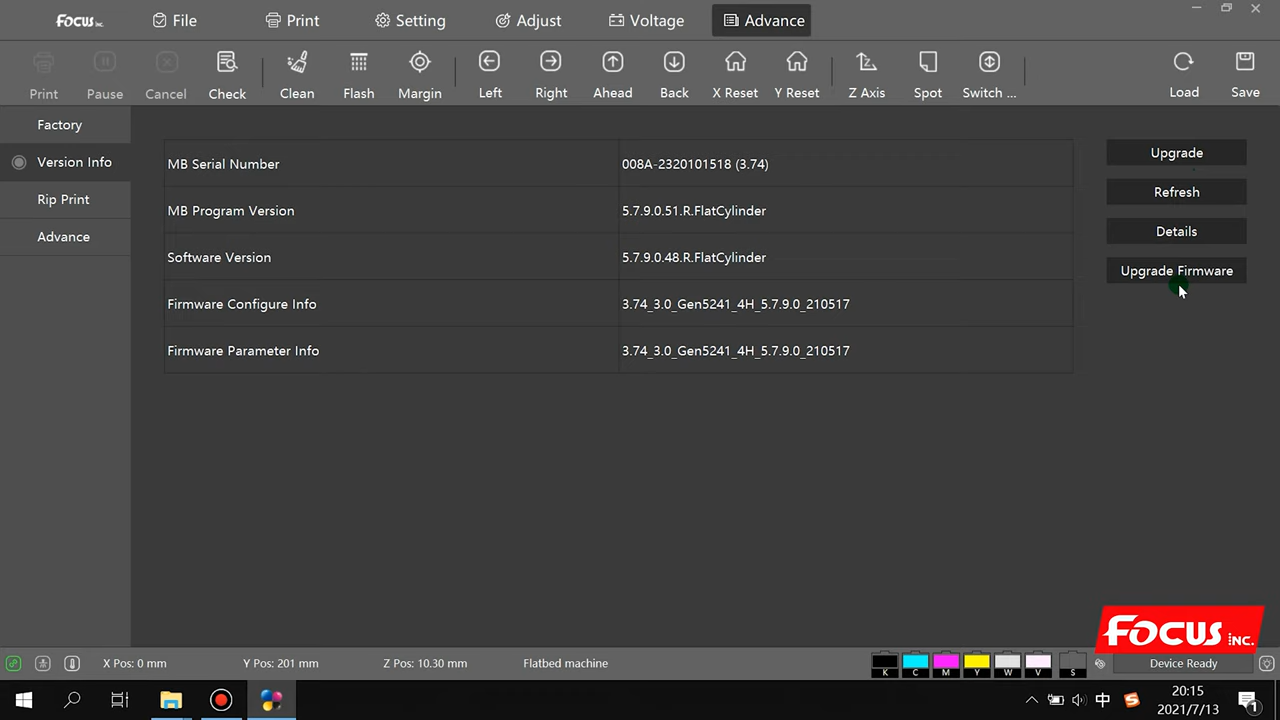 FOCUS INC. File Print Setting Adjust Voltage Advance
Print Pause Cancel Check Clean Flash Margin Left Right Ahead Back X Reset Y Reset Z Axis Spot Switch ... Load Save
Factory
Version Info
Rip Print
Advance
MB Serial Number 008A-2320101518 (3.74)
MB Program Version 5.7.9.0.51.R.FlatCylinder
Software Version 5.7.9.0.48.R.FlatCylinder
Firmware Configure Info 3.74_3.0_Gen5241_4H_5.7.9.0_210517
Firmware Parameter Info 3.74_3.0_Gen5241_4H_5.7.9.0_210517
Upgrade
Refresh
Details
Upgrade Firmware
FOCUS INC.
X Pos: 0 mm Y Pos: 201 mm Z Pos: 10.30 mm Flatbed machine K C M Y W V S Device Ready
中 S 20:15
2021/7/13 1